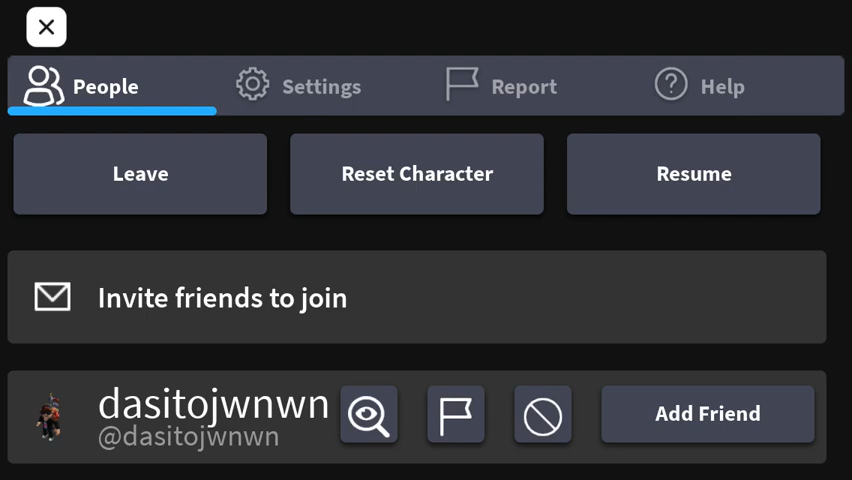 People
Settings
Report
Help
Leave
Reset Character
Resume
Invite friends to join
dasitojwnwn
@dasitojwnwn
Add Friend